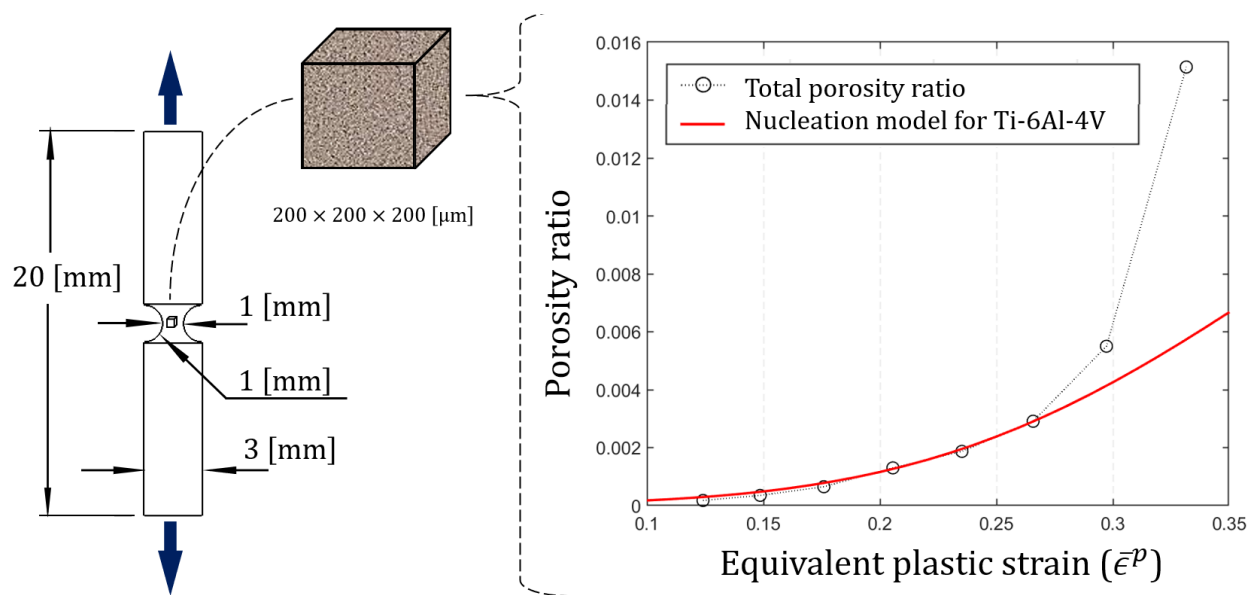 20 [mm]
1 [mm]
1 [mm]
3 [mm]
200 × 200 × 200 [μm]
Porosity ratio
0.016
0.014
0.012
0.01
0.008
0.006
0.004
0.002
0
Total porosity ratio
Nucleation model for Ti-6Al-4V
0.1
0.15
0.2
0.25
0.3
0.35
Equivalent plastic strain (ϵ̄ᵖ)